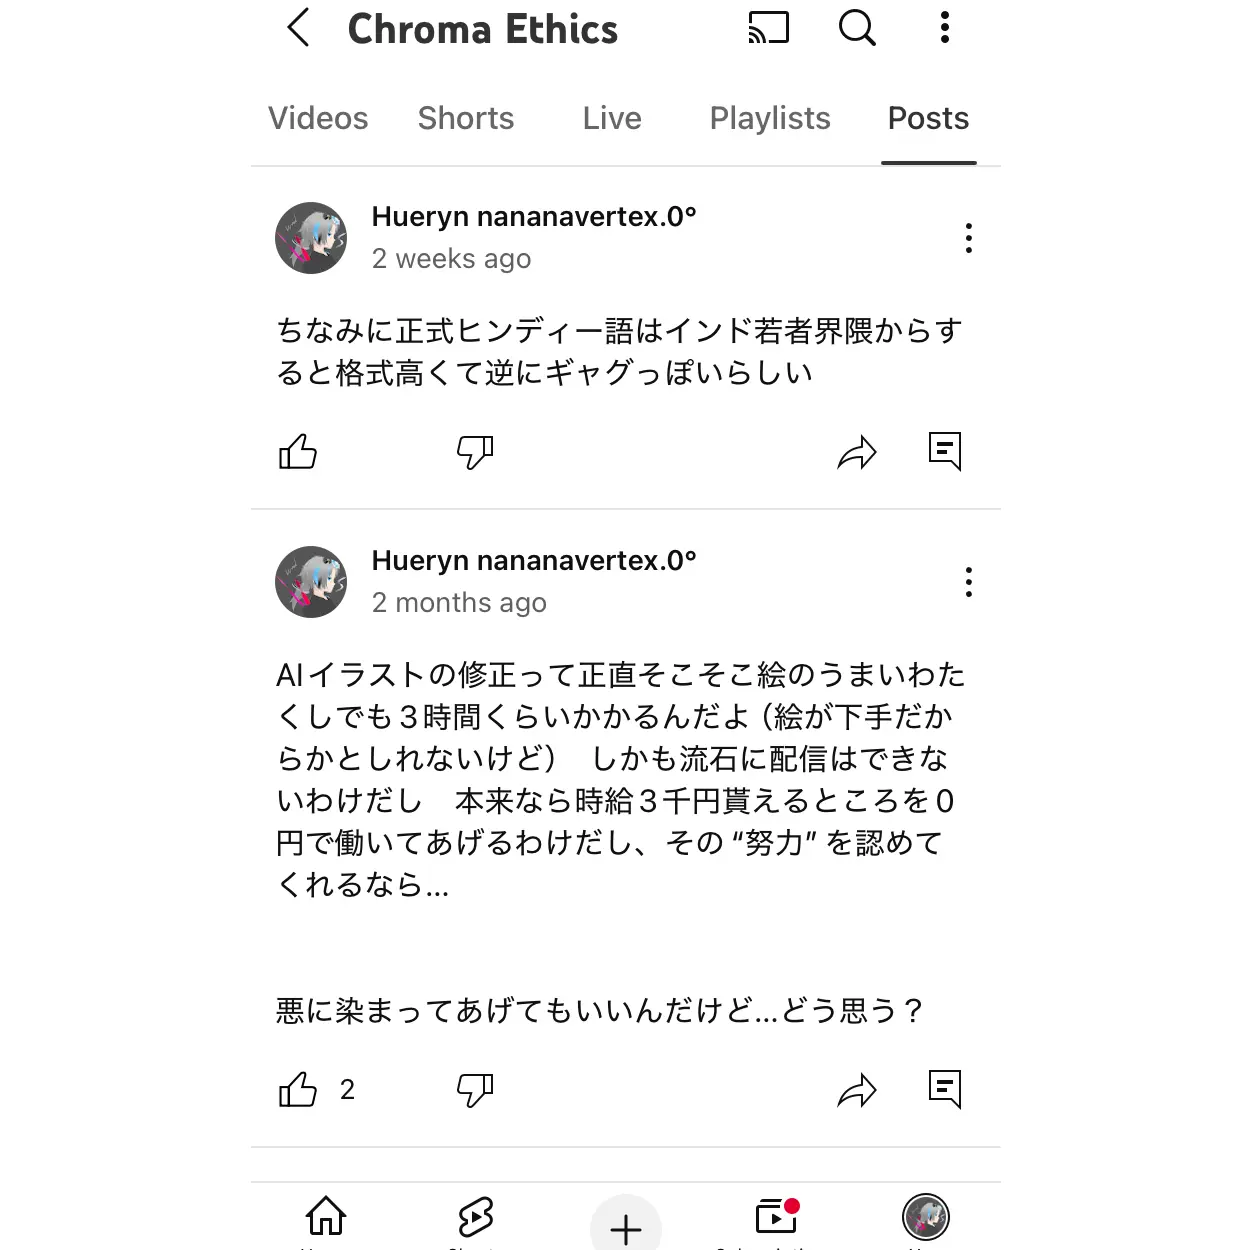 Chroma Ethics
Videos Shorts Live Playlists Posts
Hueryn nananavertex.0°
2 weeks ago
ちなみに正式ヒンディー語はインド若者界隈からす
ると格式高くて逆にギャグっぽいらしい
Hueryn nananavertex.0°
2 months ago
AIイラストの修正って正直そこそこ絵のうまいわた
くしでも３時間くらいかかるんだよ（絵が下手だか
らかとしれないけど）　しかも流石に配信はできな
いわけだし　本来なら時給３千円貰えるところを０
円で働いてあげるわけだし、その “努力” を認めて
くれるなら...
悪に染まってあげてもいいんだけど...どう思う？
2